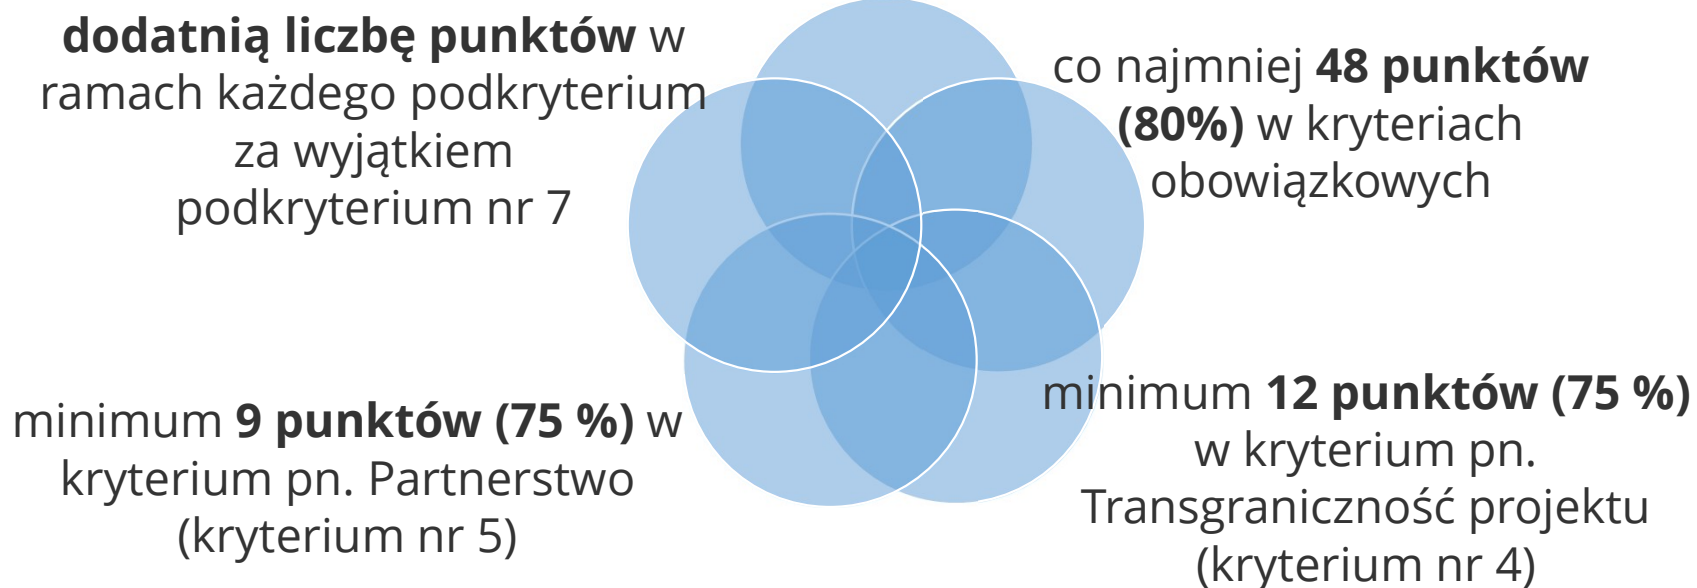 dodatnią liczbę punktów w
ramach każdego podkryterium
za wyjątkiem
podkryterium nr 7
co najmniej 48 punktów
(80%) w kryteriach
obowiązkowych
minimum 9 punktów (75 %) w
kryterium pn. Partnerstwo
(kryterium nr 5)
minimum 12 punktów (75 %)
w kryterium pn.
Transgraniczność projektu
(kryterium nr 4)